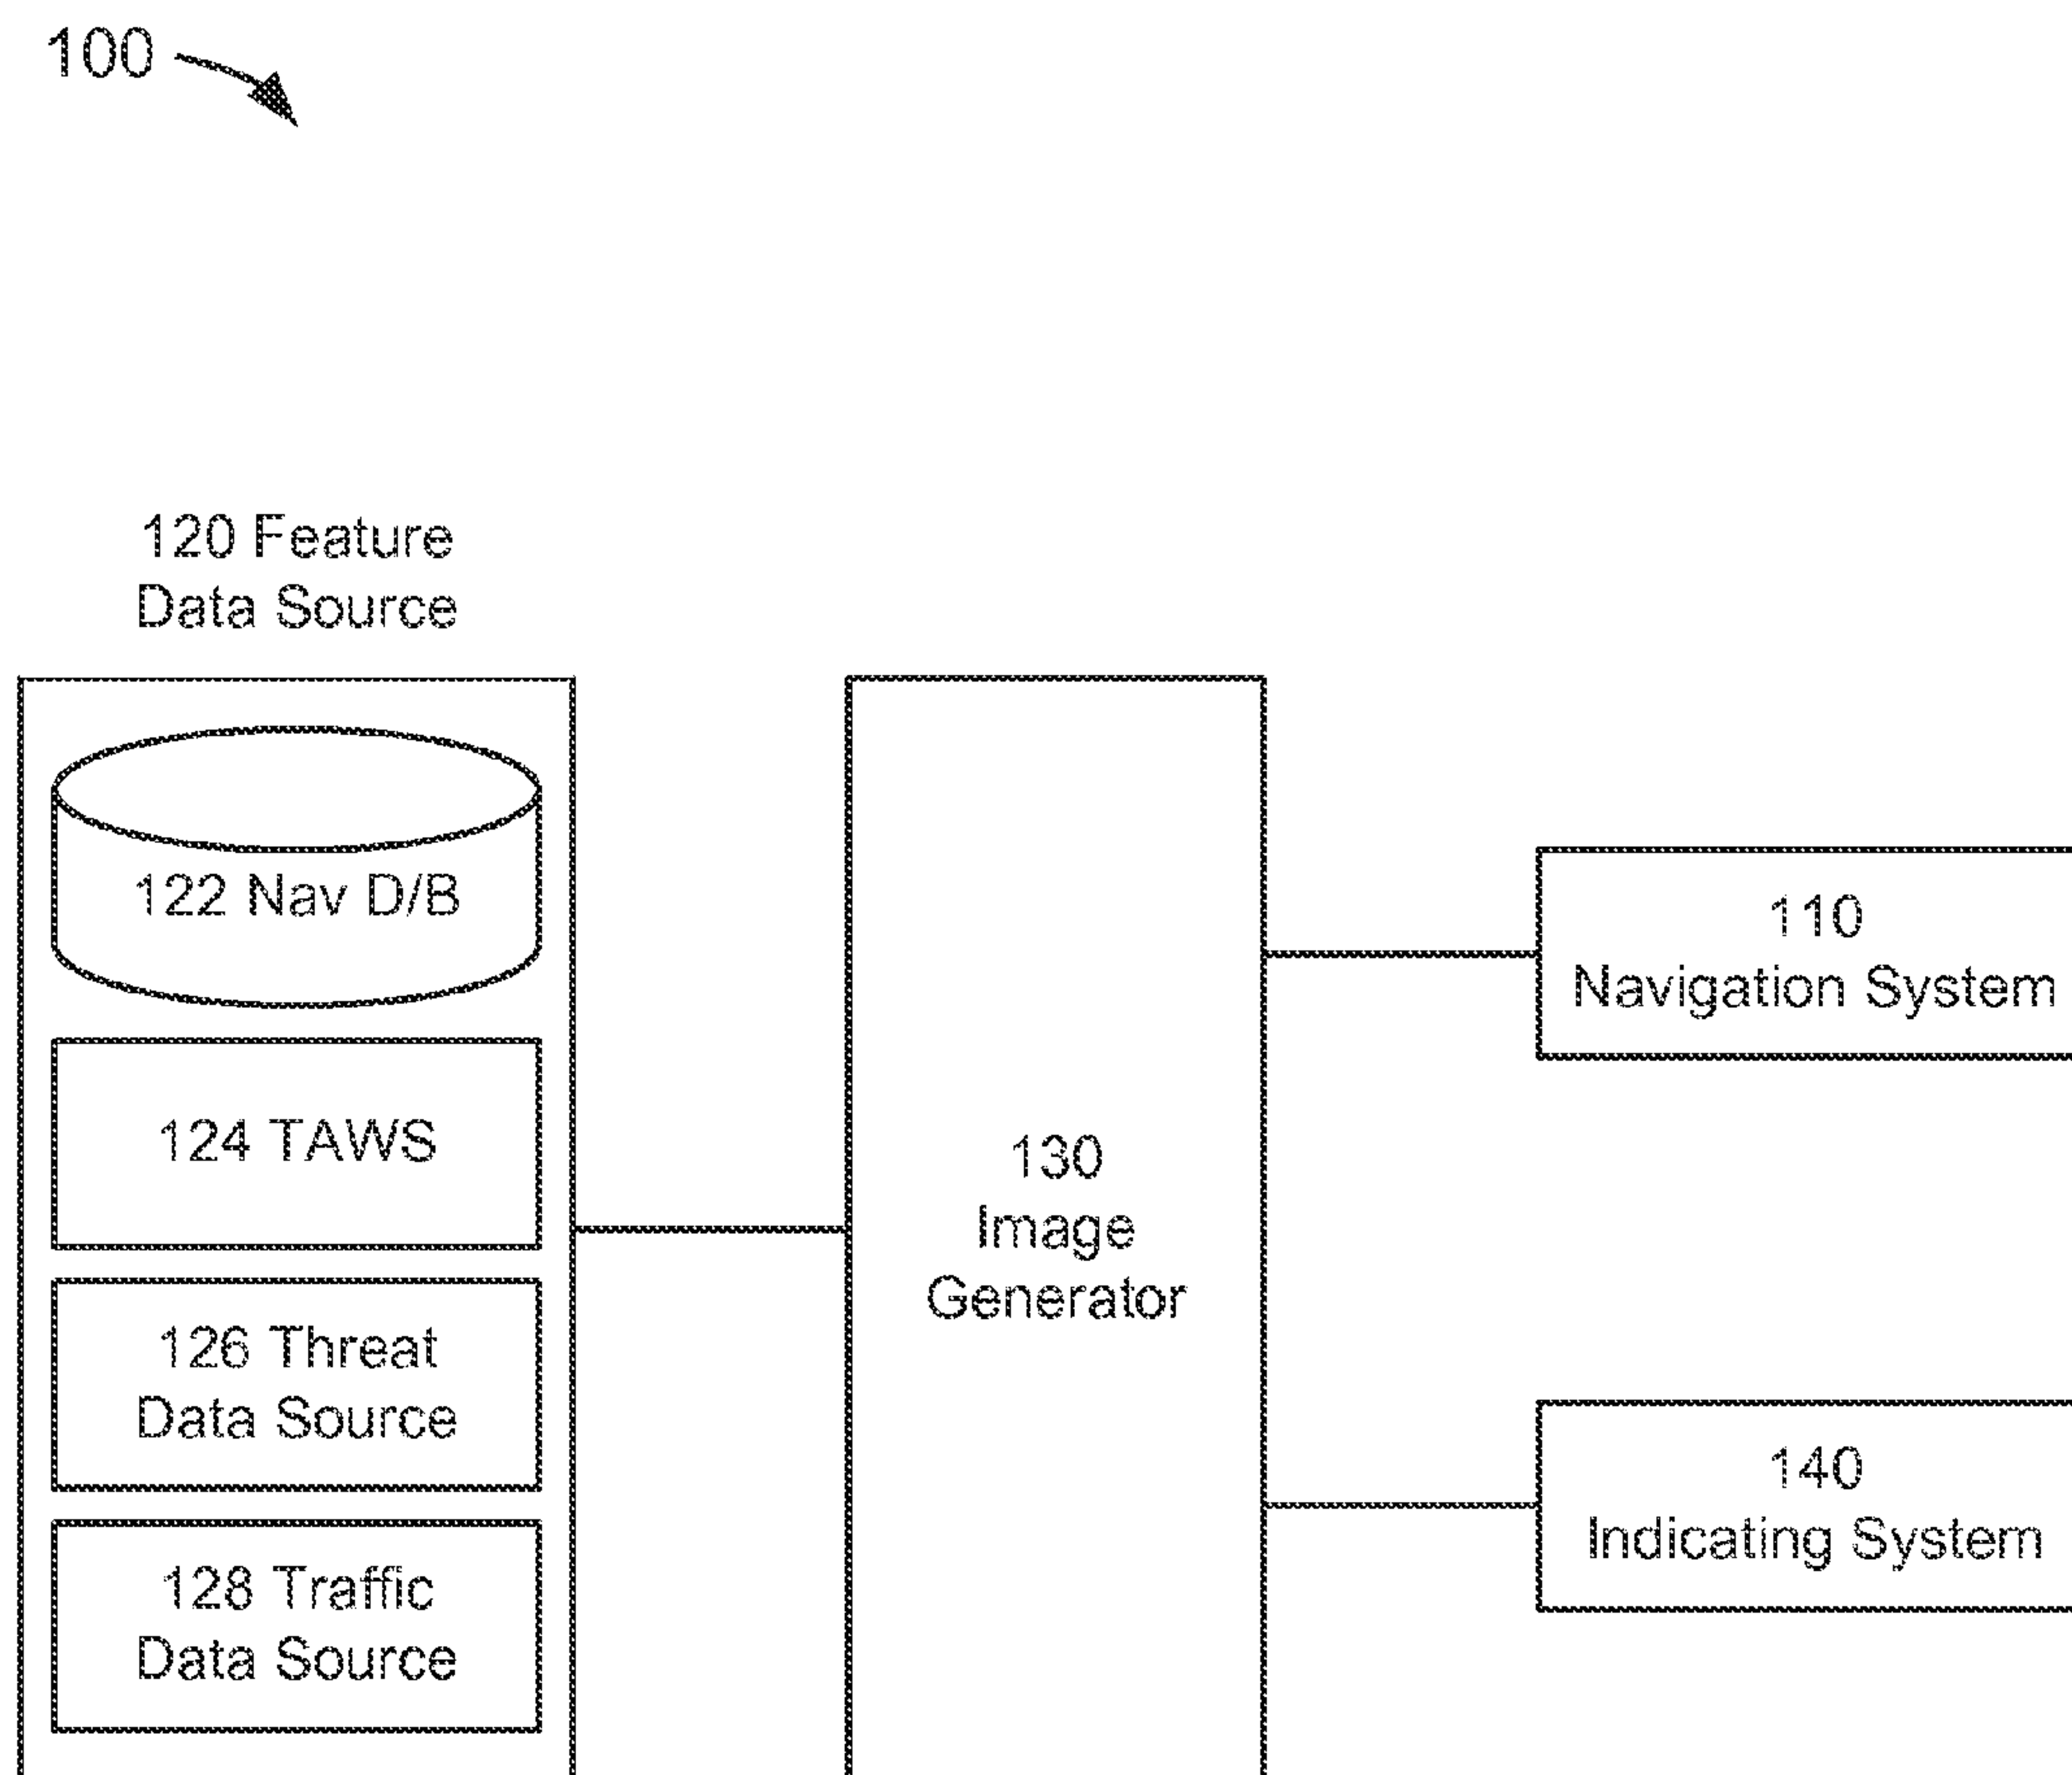 100
120 Feature
Data Source
122 Nav D/B
124 TAWS
126 Threat
Data Source
128 Traffic
Data Source
130
Image
Generator
110
Navigation System
140
Indicating System